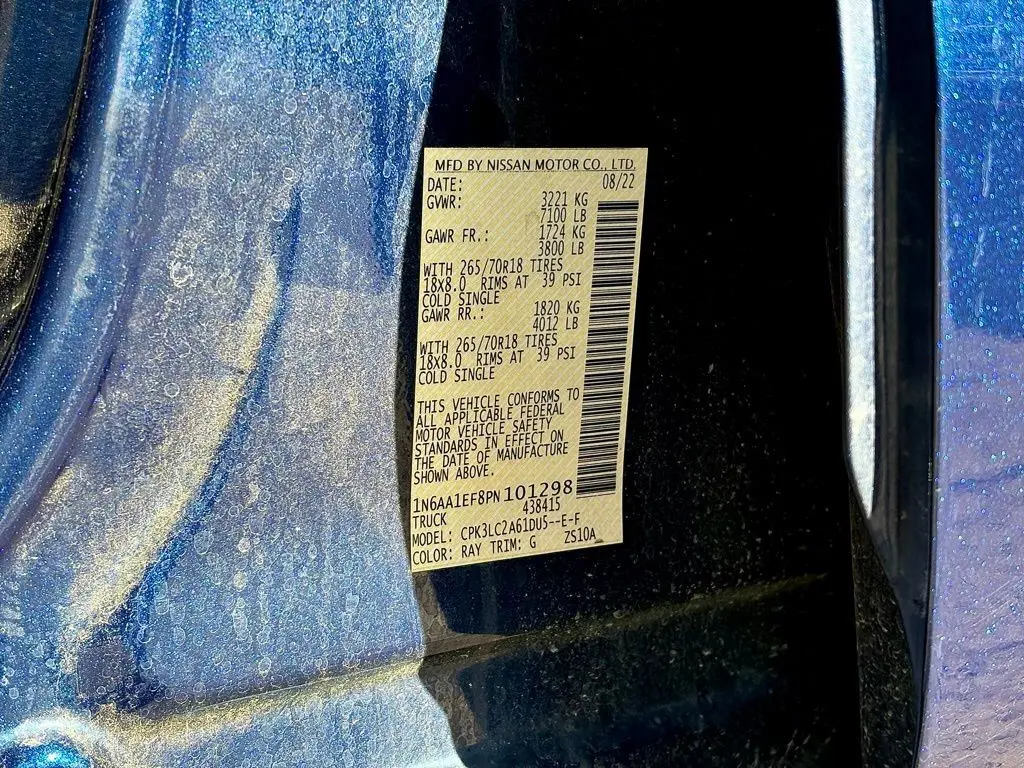 MFD BY NISSAN MOTOR CO., LTD.
DATE: 08/22
GVWR: 3221 KG
7100 LB
GAWR FR.: 1724 KG
3800 LB
WITH 265/70R18 TIRES
18X8.0 RIMS AT 39 PSI
COLD SINGLE
GAWR RR.: 1820 KG
4012 LB
WITH 265/70R18 TIRES
18X8.0 RIMS AT 39 PSI
COLD SINGLE
THIS VEHICLE CONFORMS TO
ALL APPLICABLE FEDERAL
MOTOR VEHICLE SAFETY
STANDARDS IN EFFECT ON
THE DATE OF MANUFACTURE
SHOWN ABOVE.
1N6AA1EF8PN101298
TRUCK 438415
MODEL: CPK3LC2A61DU5--E-F
COLOR: RAY TRIM: G ZS10A